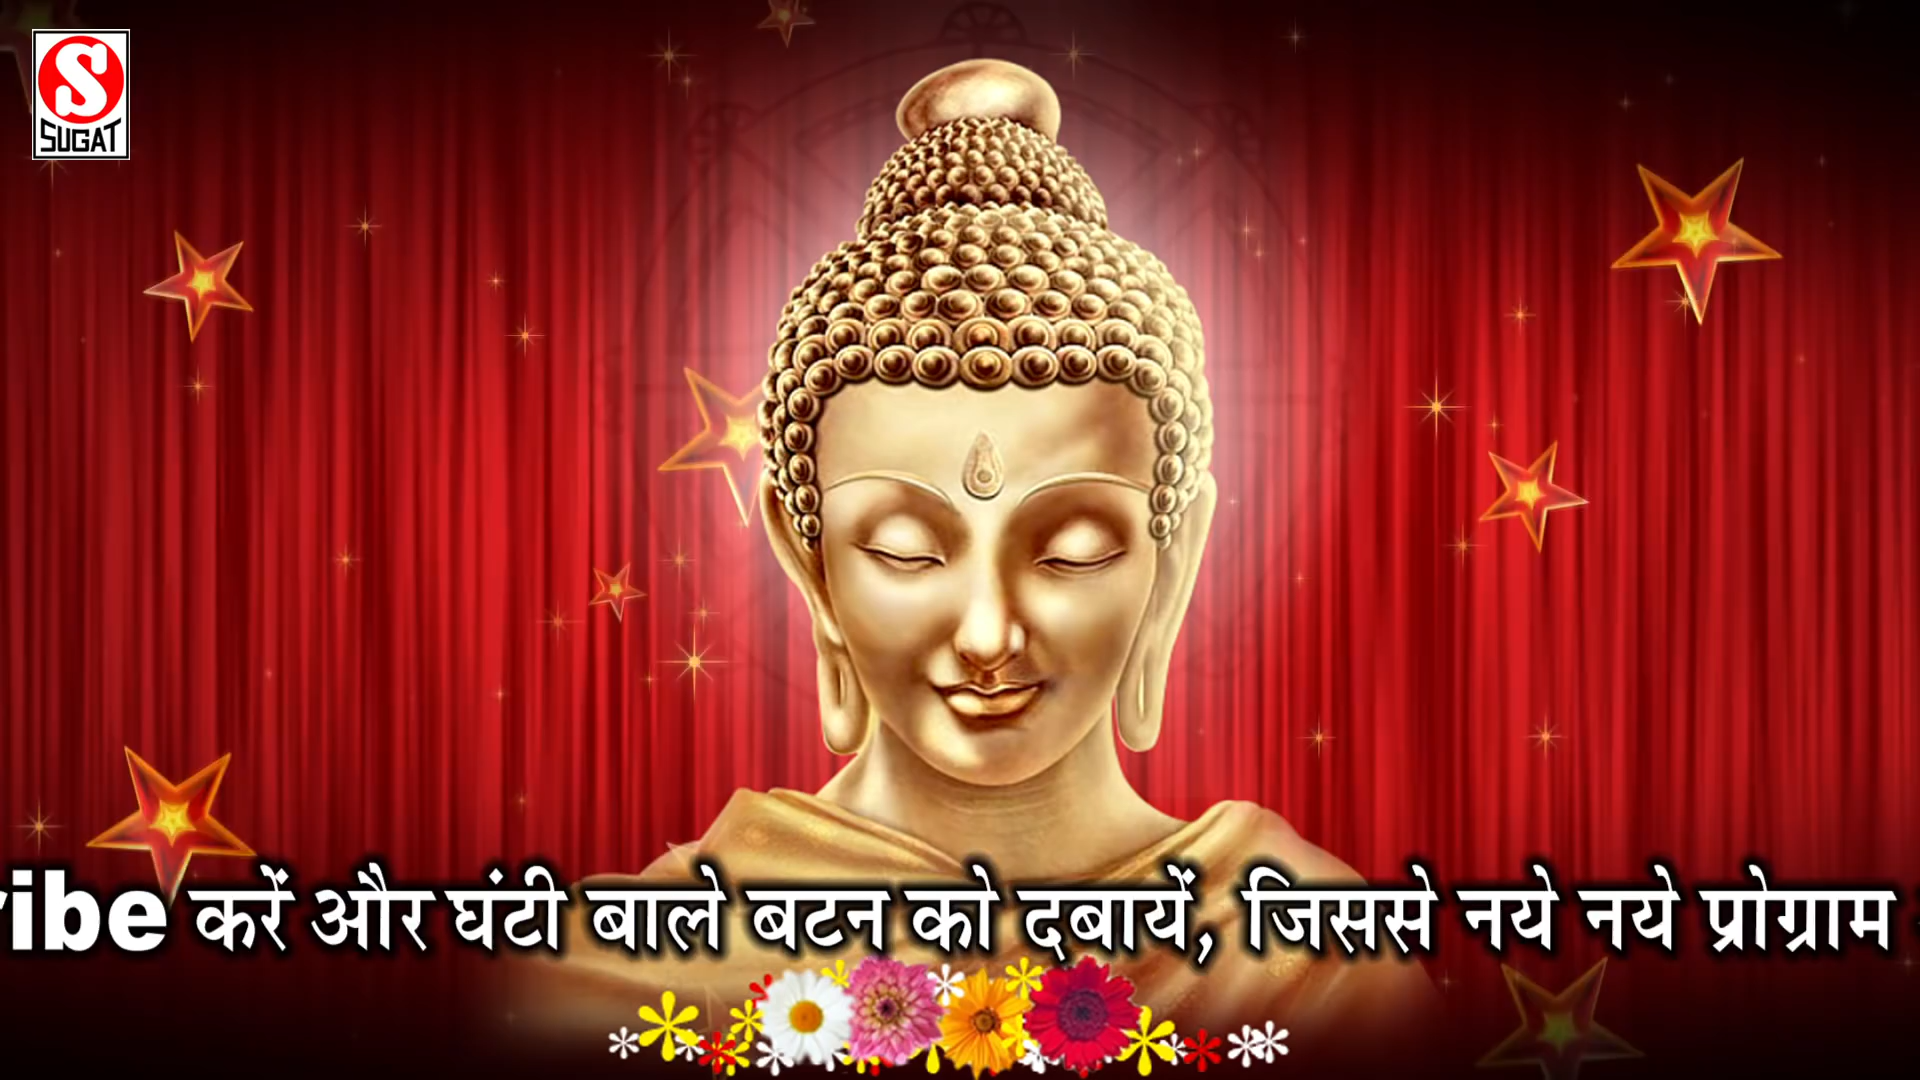 S
SUGAT
ribe करें और घंटी बाले बटन को दबायें, जिससे नये नये प्रोग्राम